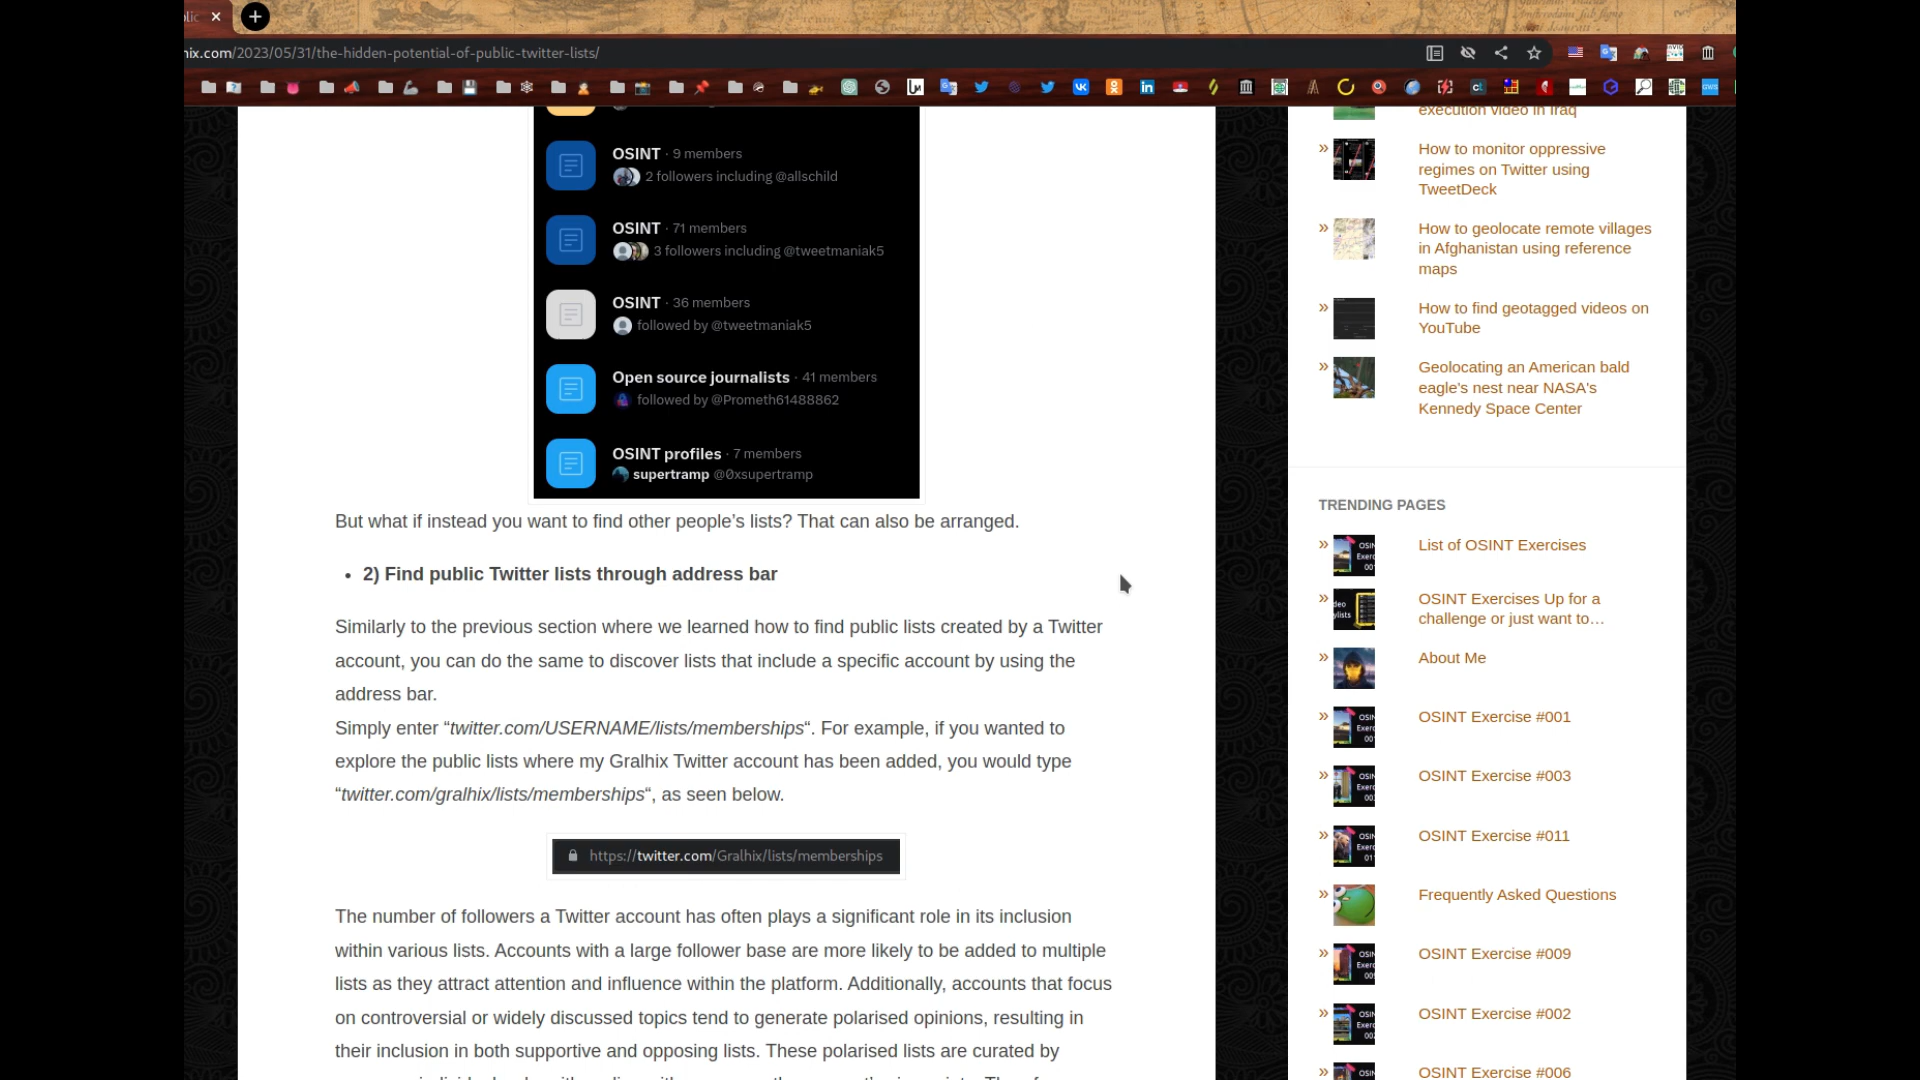 nix.com/2023/05/31/the-hidden-potential-of-public-twitter-lists/
OSINT · 9 members
2 followers including @allschild
OSINT · 71 members
3 followers including @tweetmaniak5
OSINT · 36 members
followed by @tweetmaniak5
Open source journalists · 41 members
followed by @Prometh61488862
OSINT profiles · 7 members
supertramp @0xsupertramp
But what if instead you want to find other people’s lists? That can also be arranged.
• 2) Find public Twitter lists through address bar
Similarly to the previous section where we learned how to find public lists created by a Twitter
account, you can do the same to discover lists that include a specific account by using the
address bar.
Simply enter “twitter.com/USERNAME/lists/memberships“. For example, if you wanted to
explore the public lists where my Gralhix Twitter account has been added, you would type
“twitter.com/gralhix/lists/memberships“, as seen below.
https://twitter.com/Gralhix/lists/memberships
The number of followers a Twitter account has often plays a significant role in its inclusion
within various lists. Accounts with a large follower base are more likely to be added to multiple
lists as they attract attention and influence within the platform. Additionally, accounts that focus
on controversial or widely discussed topics tend to generate polarised opinions, resulting in
their inclusion in both supportive and opposing lists. These polarised lists are curated by
execution video in Iraq
» How to monitor oppressive
regimes on Twitter using
TweetDeck
» How to geolocate remote villages
in Afghanistan using reference
maps
» How to find geotagged videos on
YouTube
» Geolocating an American bald
eagle's nest near NASA's
Kennedy Space Center
TRENDING PAGES
» List of OSINT Exercises
» OSINT Exercises Up for a
challenge or just want to…
» About Me
» OSINT Exercise #001
» OSINT Exercise #003
» OSINT Exercise #011
» Frequently Asked Questions
» OSINT Exercise #009
» OSINT Exercise #002
» OSINT Exercise #006